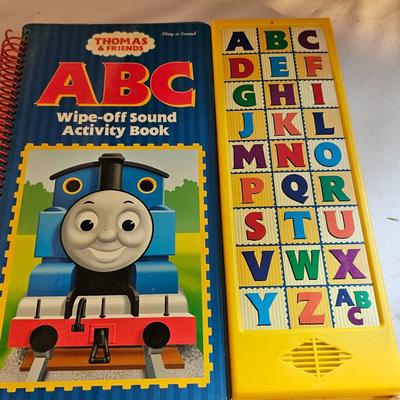 THOMAS
& FRIENDS
Play-a-Sound
ABC
Wipe-Off Sound
Activity Book
A B C
D E F
G H I
J K L
M N O
P Q R
S T U
V W X
Y Z ABC